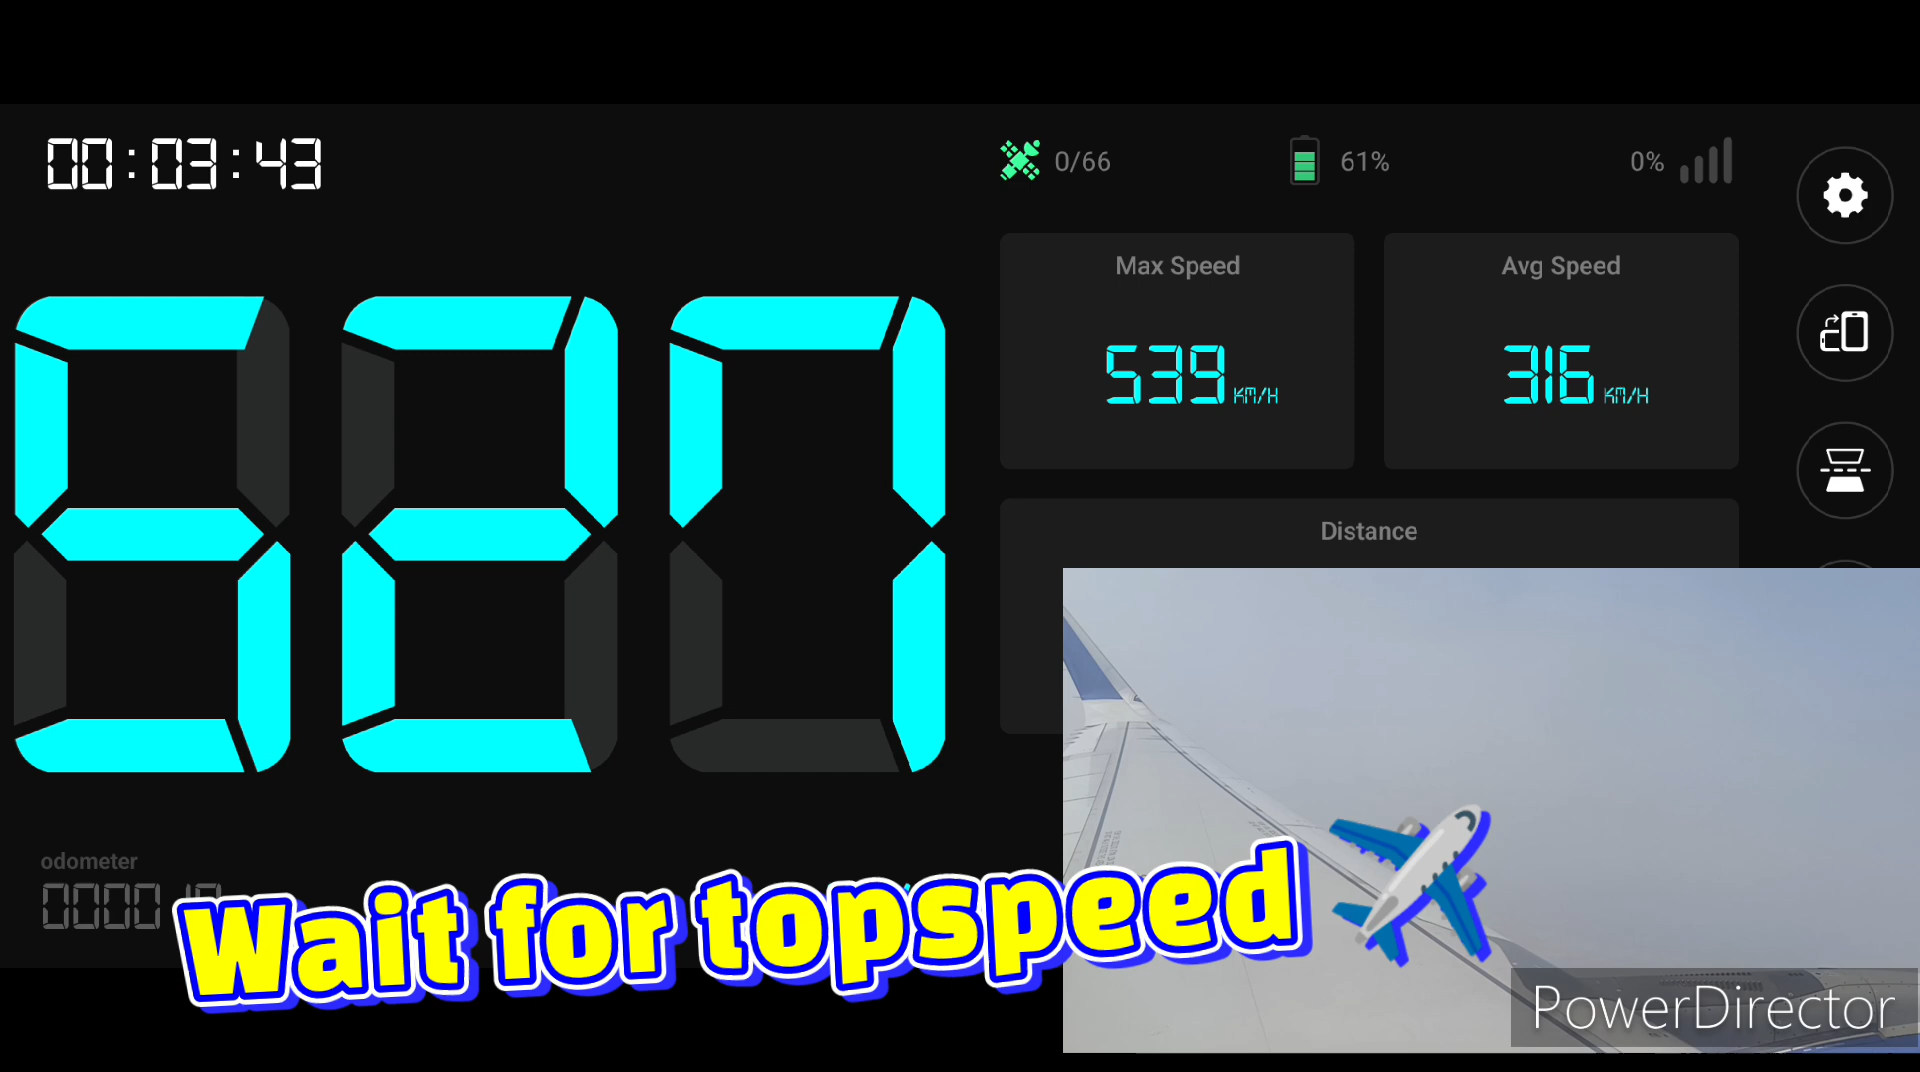 00:03:43
0/66
61%
0%
Max Speed
Avg Speed
527
539 KM/H
316 KM/H
Distance
odometer
Wait for topspeed
PowerDirector